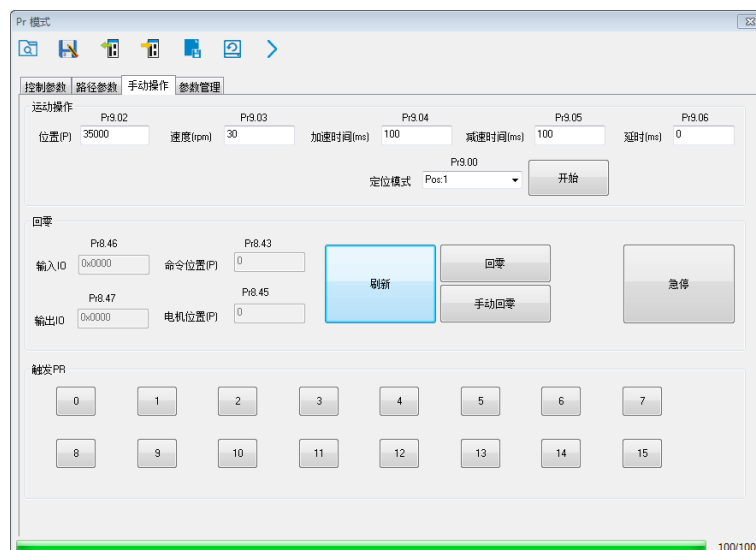 Pr 模式
控制参数 路径参数 手动操作 参数管理
运动操作
Pr9.02 Pr9.03 Pr9.04 Pr9.05 Pr9.06
位置(P) 35000 速度(rpm) 30 加速时间(ms) 100 减速时间(ms) 100 延时(ms) 0
Pr9.00
定位模式 Pos:1 开始
回零
Pr8.46 Pr8.43
输入IO 0x0000 命令位置(P) 0 刷新 回零 急停
Pr8.47 Pr8.45
输出IO 0x0000 电机位置(P) 0 手动回零
触发PR
0 1 2 3 4 5 6 7
8 9 10 11 12 13 14 15
100/100